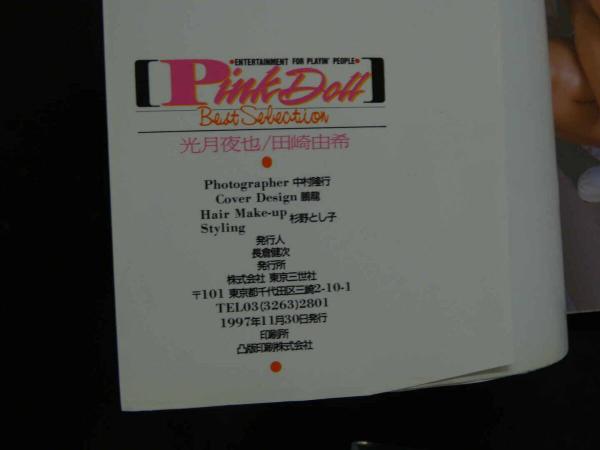 •ENTERTAINMENT FOR PLAYIN' PEOPLE•
[Pink Doll]
Best Selection
光月夜也/田崎由希
Photographer 中村隆行
Cover Design 鵬龍
Hair Make-up 杉野とし子
Styling
発行人
長倉健次
発行所
株式会社 東京三世社
〒101 東京都千代田区三崎2-10-1
TEL03(3263)2801
1997年11月30日発行
印刷所
凸版印刷株式会社